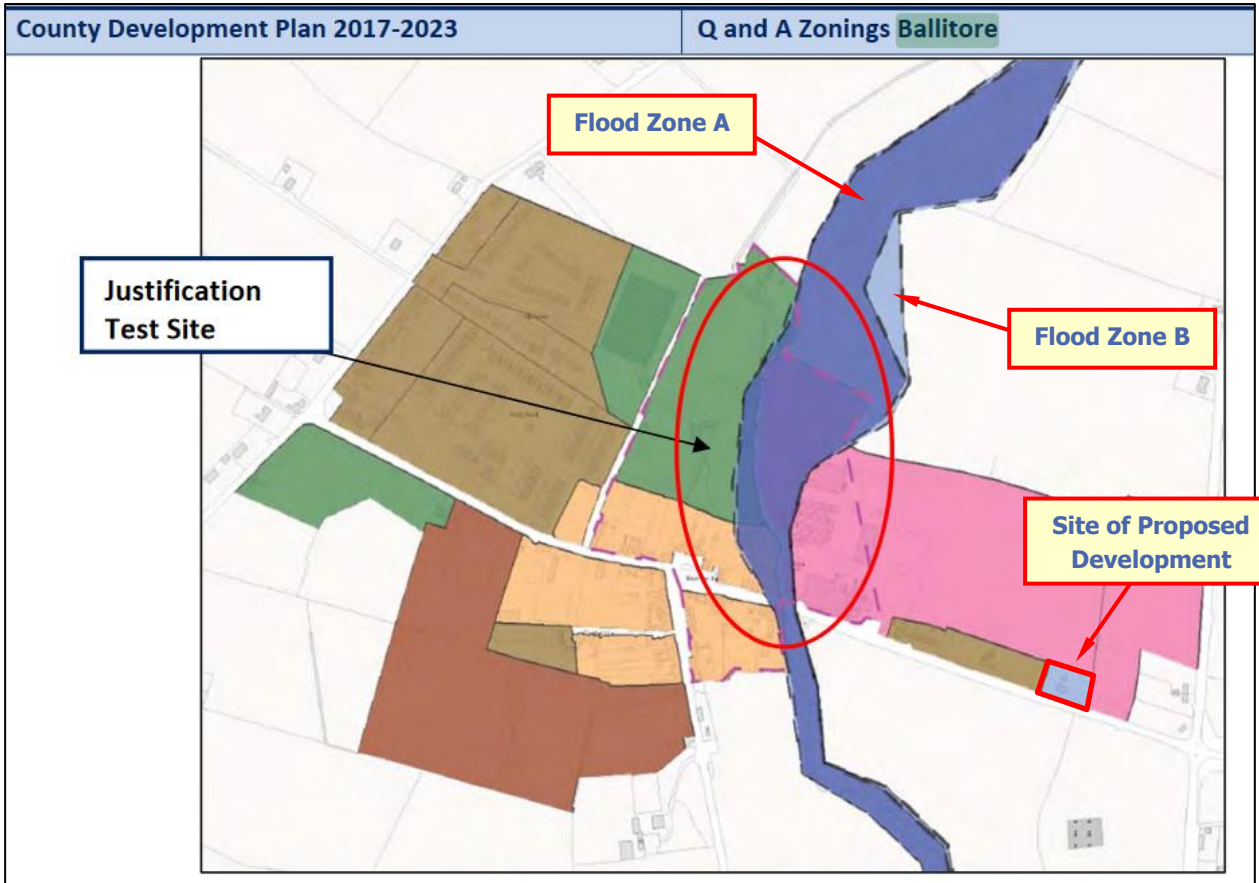 County Development Plan 2017-2023
Q and A Zonings Ballitore
Flood Zone A
Justification
Test Site
Flood Zone B
Site of Proposed
Development